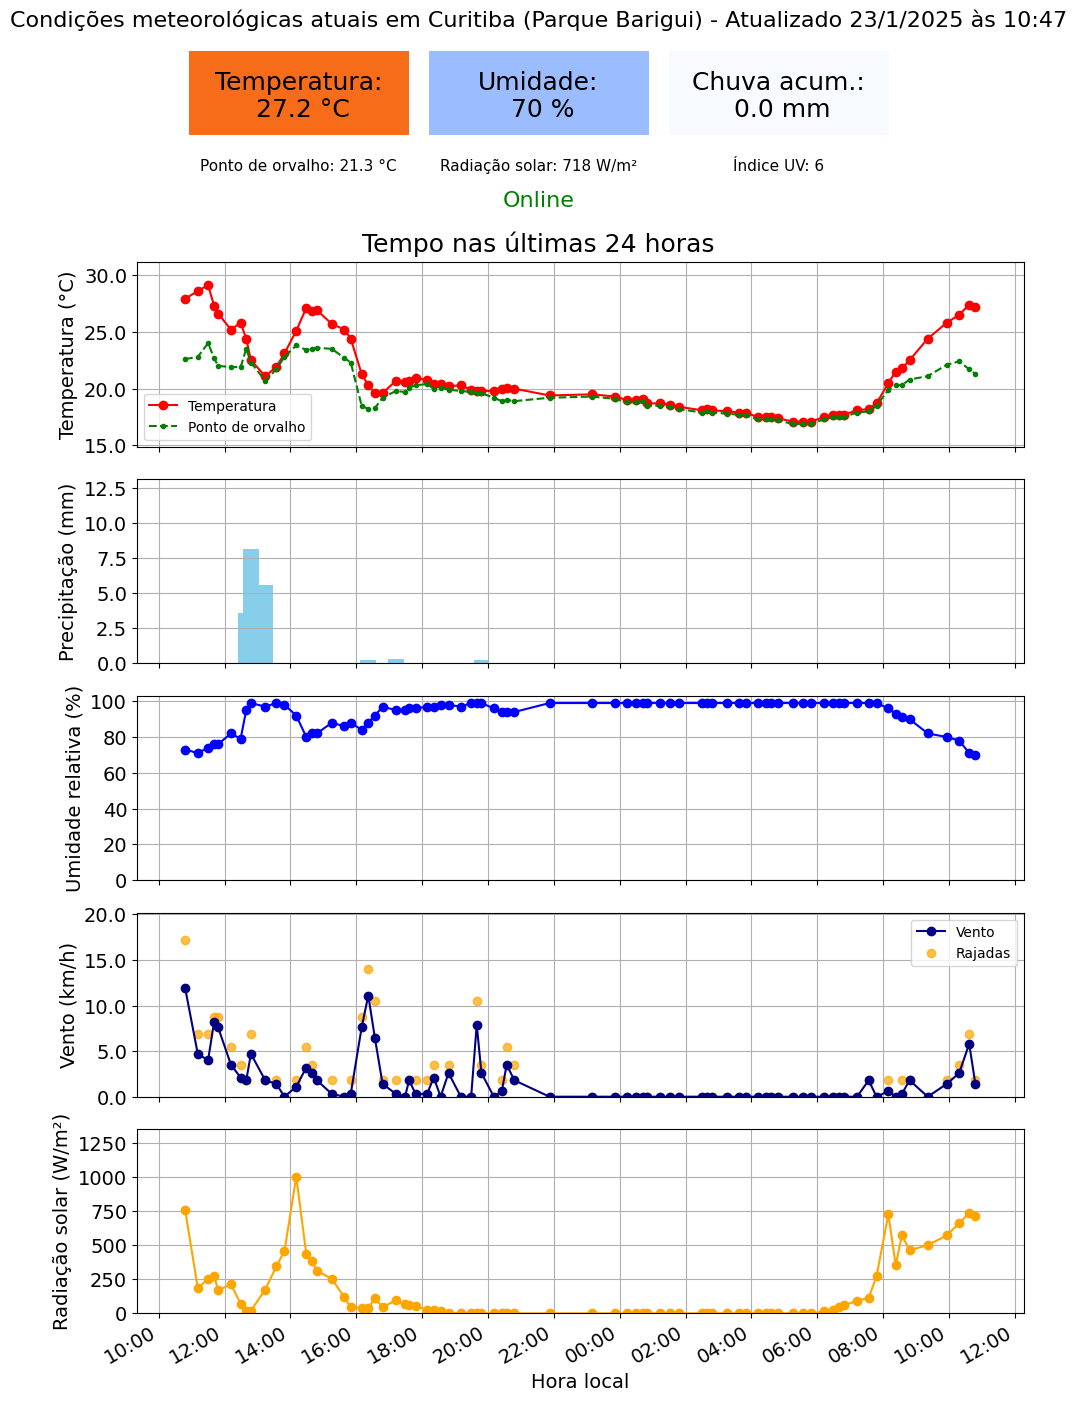 Condições meteorológicas atuais em Curitiba (Parque Barigui) - Atualizado 23/1/2025 às 10:47
Temperatura:
27.2 °C
Umidade:
70 %
Chuva acum.:
0.0 mm
Ponto de orvalho: 21.3 °C
Radiação solar: 718 W/m²
Índice UV: 6
Online
Tempo nas últimas 24 horas
Temperatura (°C)
30.0
25.0
20.0
15.0
Temperatura
Ponto de orvalho
Precipitação (mm)
12.5
10.0
7.5
5.0
2.5
0.0
Umidade relativa (%)
100
80
60
40
20
0
Vento (km/h)
20.0
15.0
10.0
5.0
0.0
Vento
Rajadas
Radiação solar (W/m²)
1250
1000
750
500
250
0
10:00
12:00
14:00
16:00
18:00
20:00
22:00
00:00
02:00
04:00
06:00
08:00
10:00
12:00
Hora local